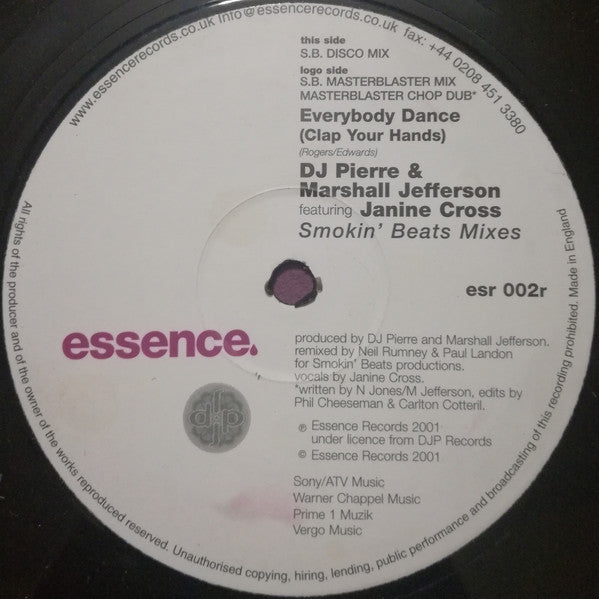 www.essencerecords.co.uk info@essencerecords.co.uk fax: +44 0208 451 3380
this side
S.B. DISCO MIX
logo side
S.B. MASTERBLASTER MIX
MASTERBLASTER CHOP DUB*
Everybody Dance
(Clap Your Hands)
(Rogers/Edwards)
DJ Pierre &
Marshall Jefferson
featuring Janine Cross
Smokin' Beats Mixes
esr 002r
essence.
djp
produced by DJ Pierre and Marshall Jefferson.
remixed by Neil Rumney & Paul Landon
for Smokin' Beats productions.
vocals by Janine Cross.
*written by N Jones/M Jefferson, edits by
Phil Cheeseman & Carlton Cotteril.
℗ Essence Records 2001
under licence from DJP Records
© Essence Records 2001
Sony/ATV Music
Warner Chappel Music
Prime 1 Muzik
Vergo Music
All rights of the producer and of the owner of the works reproduced reserved. Unauthorised copying, hiring, lending, public performance and broadcasting of this recording prohibited. Made in England